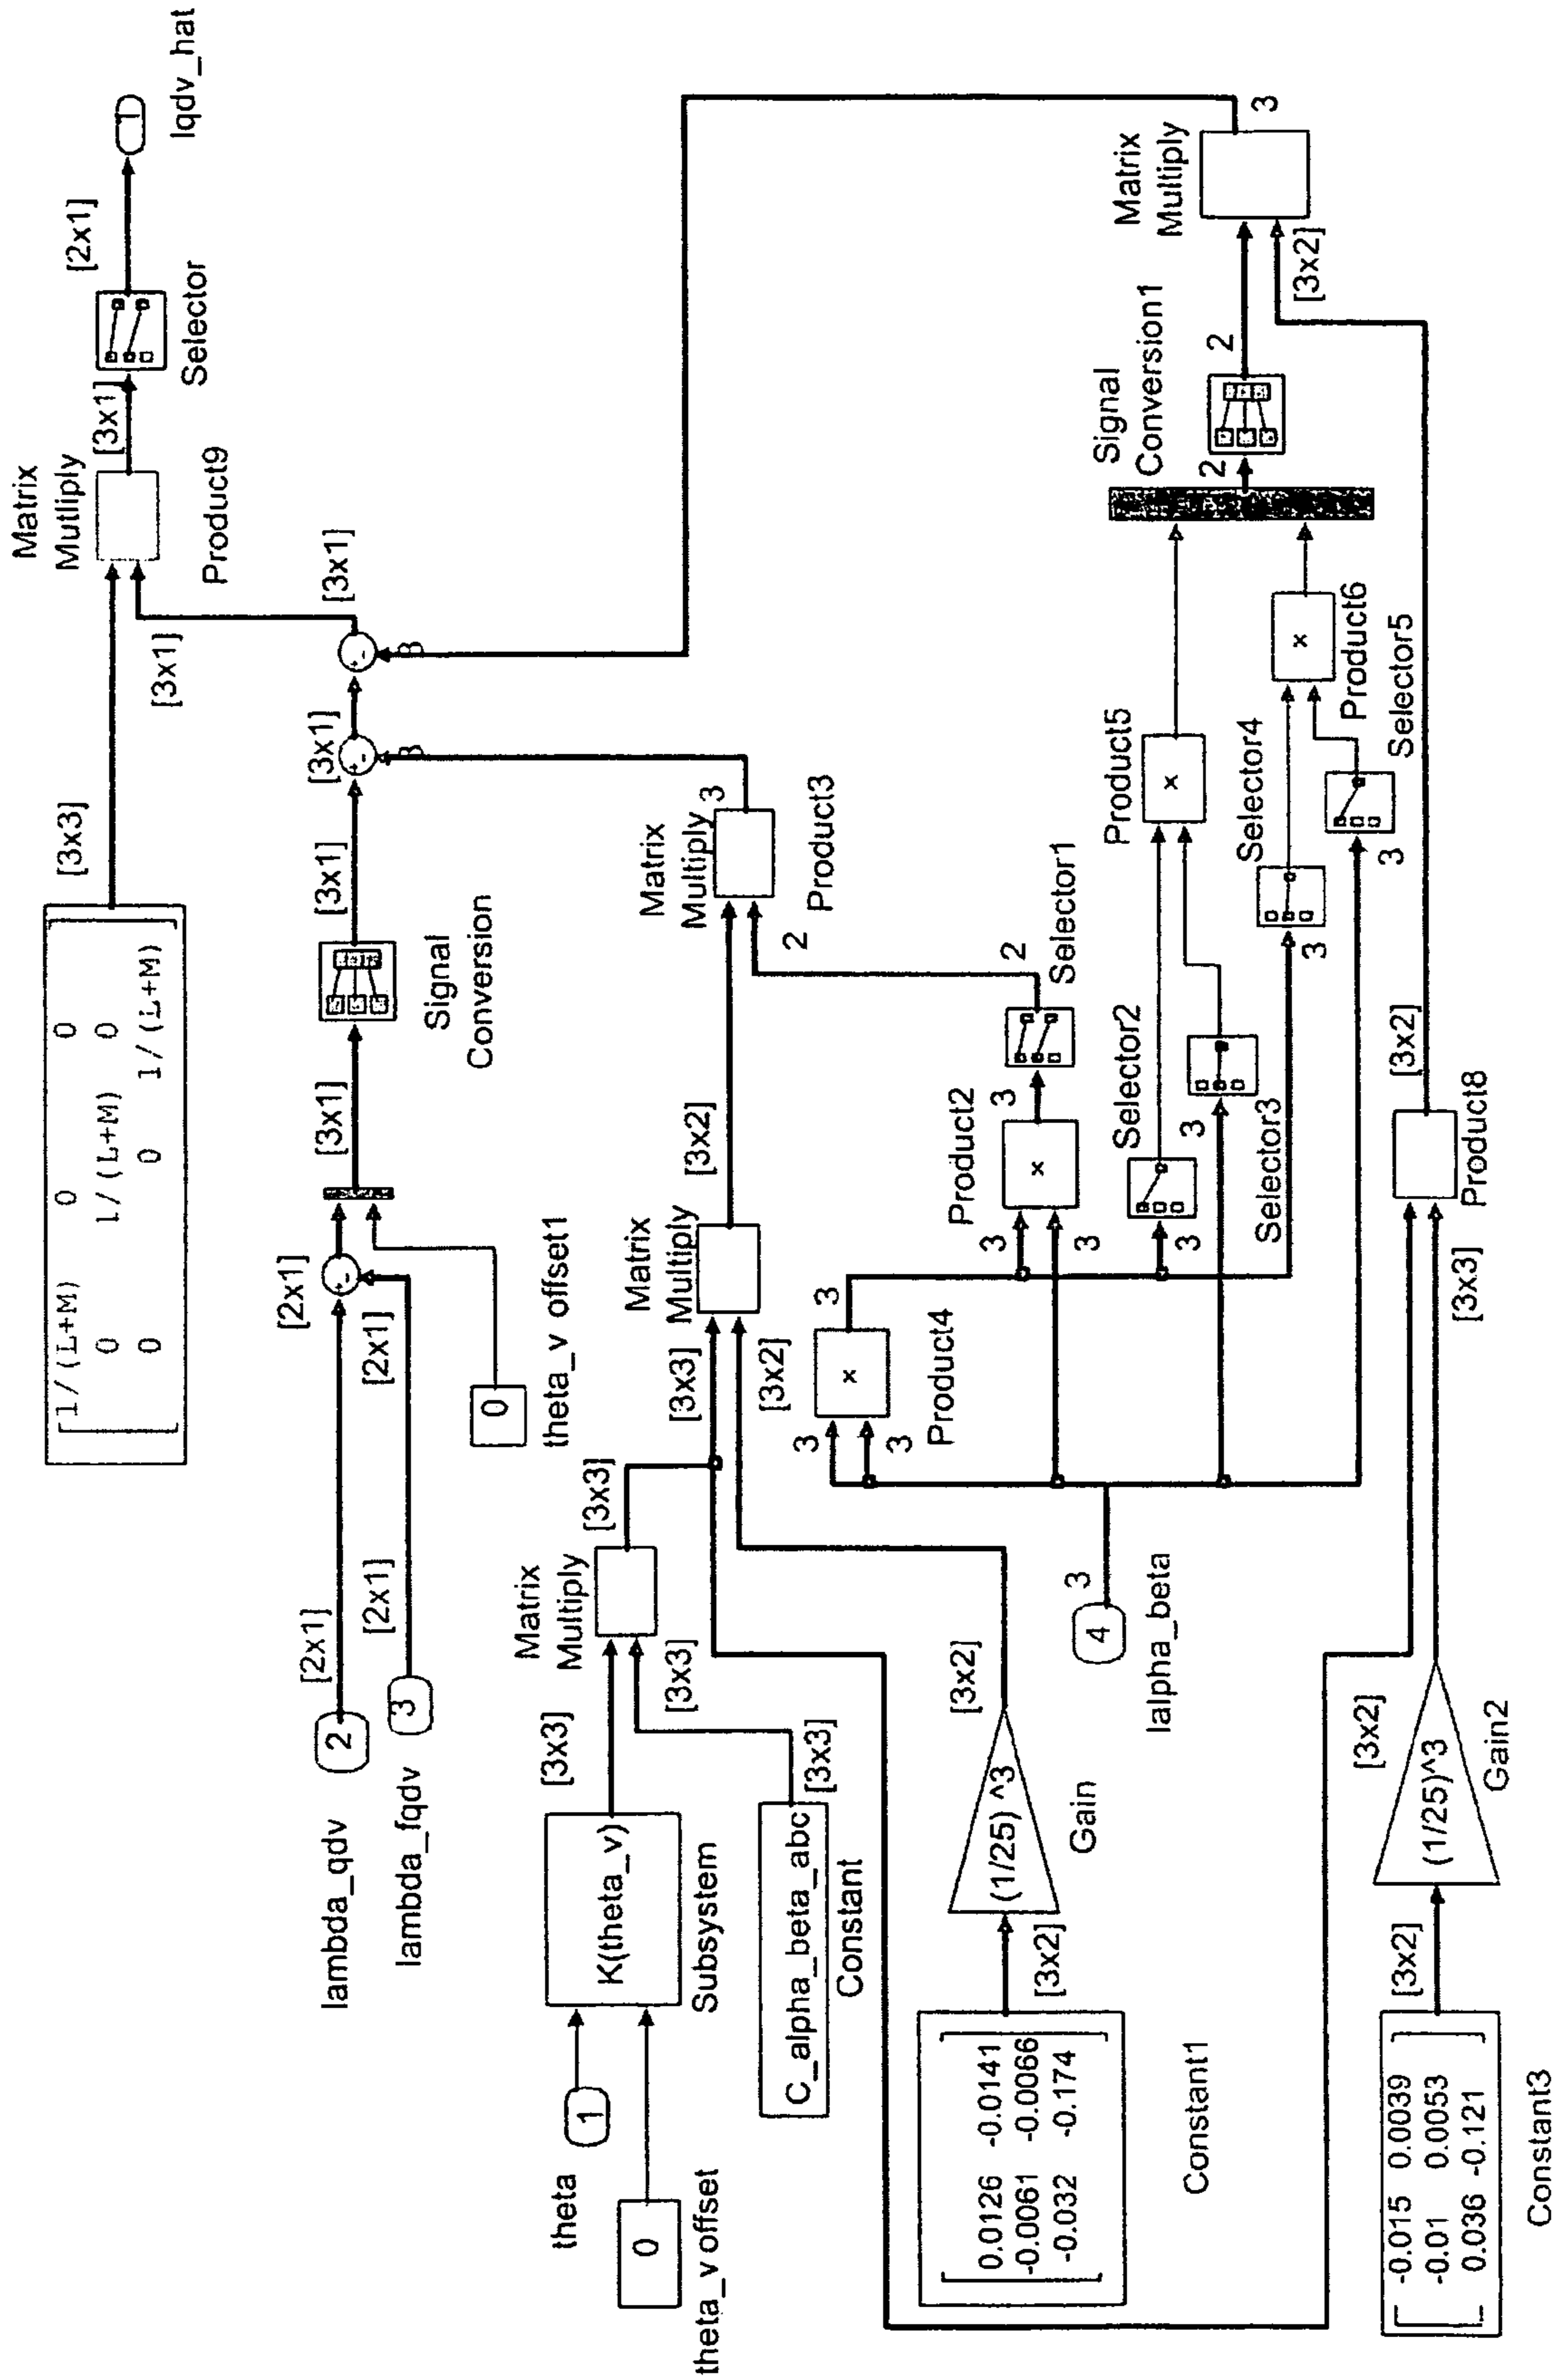 [1/(L+M) 0 0
0 1/(L+M) 0
0 0 1/(L+M)]
[3x3]
Matrix
Mutliply
Product9
[3x1]
[3x1]
Selector
[2x1]
1
Iqdv_hat
2
lambda_qdv
[2x1]
3
lambda_fqdv
[2x1]
[2x1]
[2x1]
0
theta_v offset1
[3x1]
Signal
Conversion
[3x1]
[3x1]
3
[3x1]
3
theta
1
0
theta_v offset
K(theta_v)
Subsystem
[3x3]
C_alpha_beta_abc
Constant
[3x3]
[3x3]
Matrix
Multiply
[3x3]
[3x3]
[3x2]
Matrix
Multiply
[3x2]
Matrix
Multiply
3
Product3
2
0.0126 -0.0141
-0.0061 -0.0066
-0.032 -0.174
Constant1
[3x2]
(1/25) ^3
Gain
[3x2]
4
3
Ialpha_beta
3
3
x
Product4
3
3
3
Product2
x
3
2
Selector1
3
Selector2
3
Selector3
x
Product5
3
Selector4
x
Product6
3
Selector5
2
Signal
Conversion1
2
Matrix
Multiply
[3x2]
3
-0.015 0.0039
-0.01 0.0053
0.036 -0.121
Constant3
[3x2]
(1/25)^3
Gain2
[3x2]
[3x3]
Product8
[3x2]